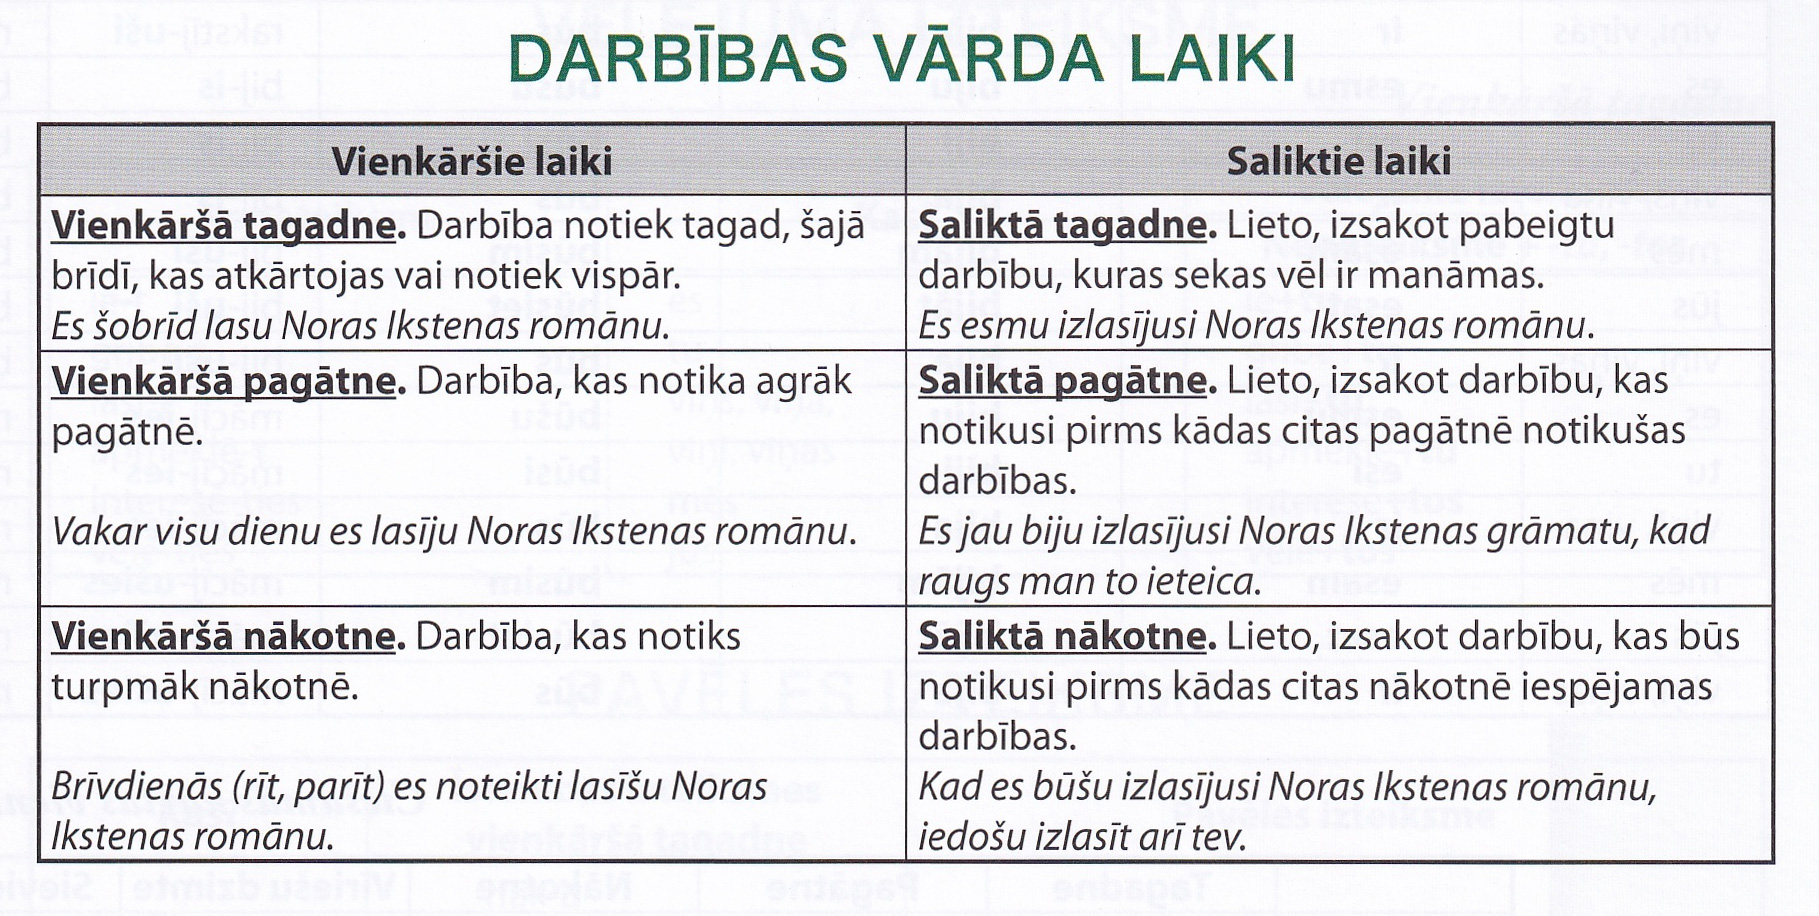 DARBĪBAS VĀRDA LAIKI
Vienkāršie laiki
Saliktie laiki
Vienkāršā tagadne. Darbība notiek tagad, šajā
brīdī, kas atkārtojas vai notiek vispār.
Es šobrīd lasu Noras Ikstenas romānu.
Saliktā tagadne. Lieto, izsakot pabeigtu
darbību, kuras sekas vēl ir manāmas.
Es esmu izlasījusi Noras Ikstenas romānu.
Vienkāršā pagātne. Darbība, kas notika agrāk
pagātnē.
Vakar visu dienu es lasīju Noras Ikstenas romānu.
Saliktā pagātne. Lieto, izsakot darbību, kas
notikusi pirms kādas citas pagātnē notikušas
darbības.
Es jau biju izlasījusi Noras Ikstenas grāmatu, kad
raugs man to ieteica.
Vienkāršā nākotne. Darbība, kas notiks
turpmāk nākotnē.
Brīvdienās (rīt, parīt) es noteikti lasīšu Noras
Ikstenas romānu.
Saliktā nākotne. Lieto, izsakot darbību, kas būs
notikusi pirms kādas citas nākotnē iespējamas
darbības.
Kad es būšu izlasījusi Noras Ikstenas romānu,
iedošu izlasīt arī tev.